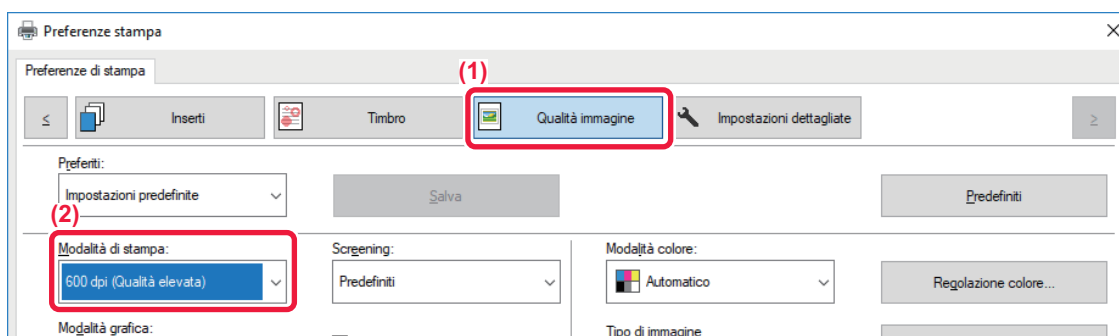 Preferenze stampa
Preferenze di stampa
(1)
< Inserti Timbro Qualità immagine Impostazioni dettagliate >
Preferiti:
Impostazioni predefinite Salva Predefiniti
(2)
Modalità di stampa: Screening: Modalità colore:
600 dpi (Qualità elevata) Predefiniti Automatico Regolazione colore...
Modalità grafica: Tipo di immagine